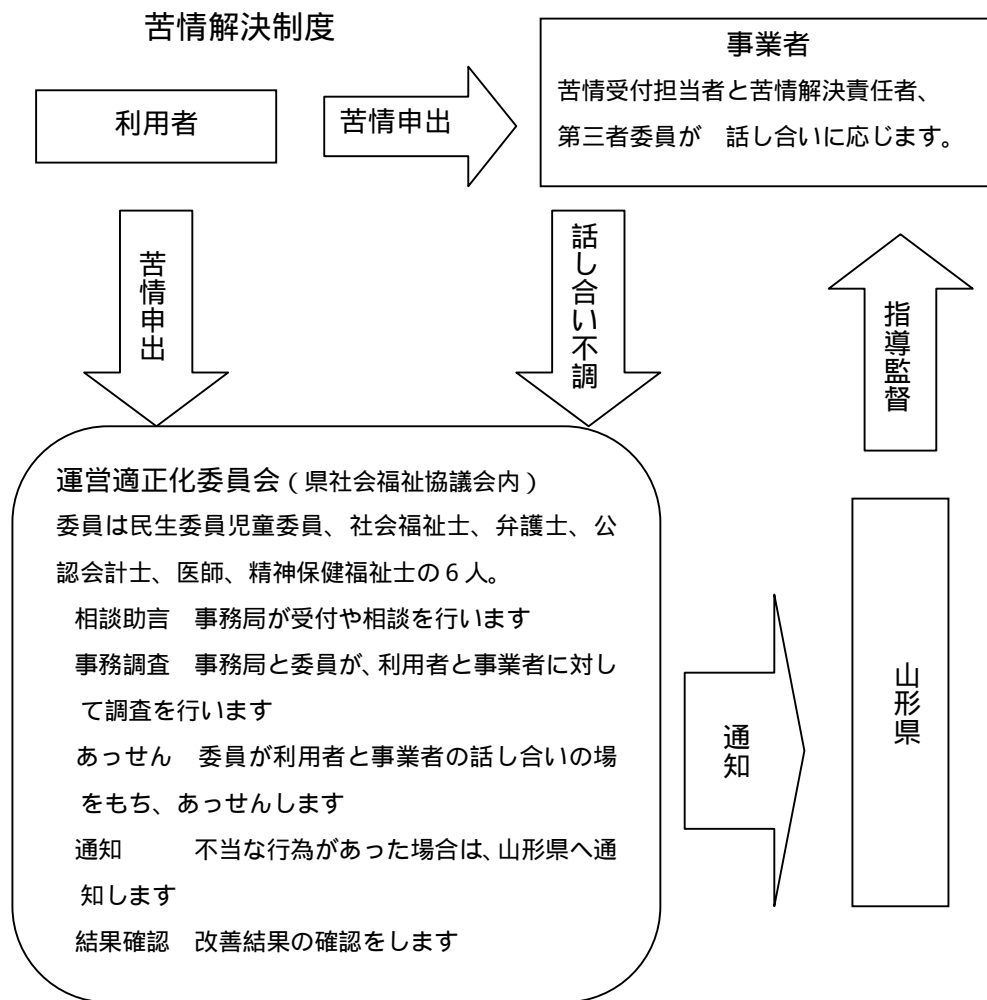 苦情解決制度
事業者
苦情受付担当者と苦情解決責任者、
第三者委員が　話し合いに応じます。
利用者
苦情申出
苦情申出
話し合い不調
指導監督
運営適正化委員会（県社会福祉協議会内）
委員は民生委員児童委員、社会福祉士、弁護士、公
認会計士、医師、精神保健福祉士の６人。
相談助言　事務局が受付や相談を行います
事務調査　事務局と委員が、利用者と事業者に対し
て調査を行います
あっせん　委員が利用者と事業者の話し合いの場
をもち、あっせんします
通知　　　不当な行為があった場合は、山形県へ通
知します
結果確認　改善結果の確認をします
通知
山形県